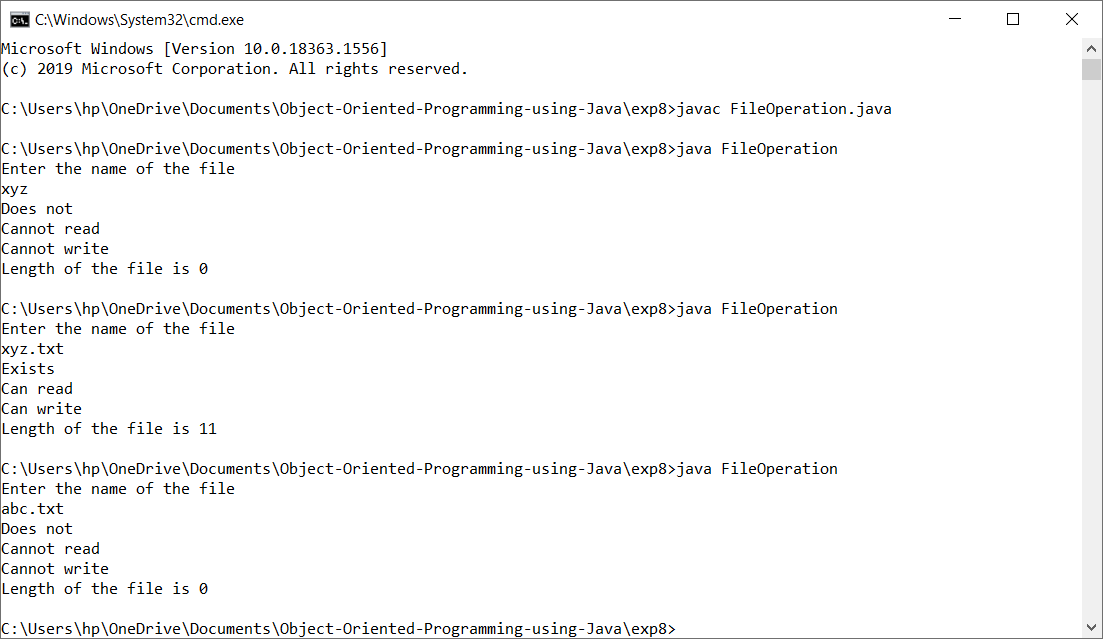 C:\Windows\System32\cmd.exe
Microsoft Windows [Version 10.0.18363.1556]
(c) 2019 Microsoft Corporation. All rights reserved.
C:\Users\hp\OneDrive\Documents\Object-Oriented-Programming-using-Java\exp8>javac FileOperation.java
C:\Users\hp\OneDrive\Documents\Object-Oriented-Programming-using-Java\exp8>java FileOperation
Enter the name of the file
xyz
Does not
Cannot read
Cannot write
Length of the file is 0
C:\Users\hp\OneDrive\Documents\Object-Oriented-Programming-using-Java\exp8>java FileOperation
Enter the name of the file
xyz.txt
Exists
Can read
Can write
Length of the file is 11
C:\Users\hp\OneDrive\Documents\Object-Oriented-Programming-using-Java\exp8>java FileOperation
Enter the name of the file
abc.txt
Does not
Cannot read
Cannot write
Length of the file is 0
C:\Users\hp\OneDrive\Documents\Object-Oriented-Programming-using-Java\exp8>